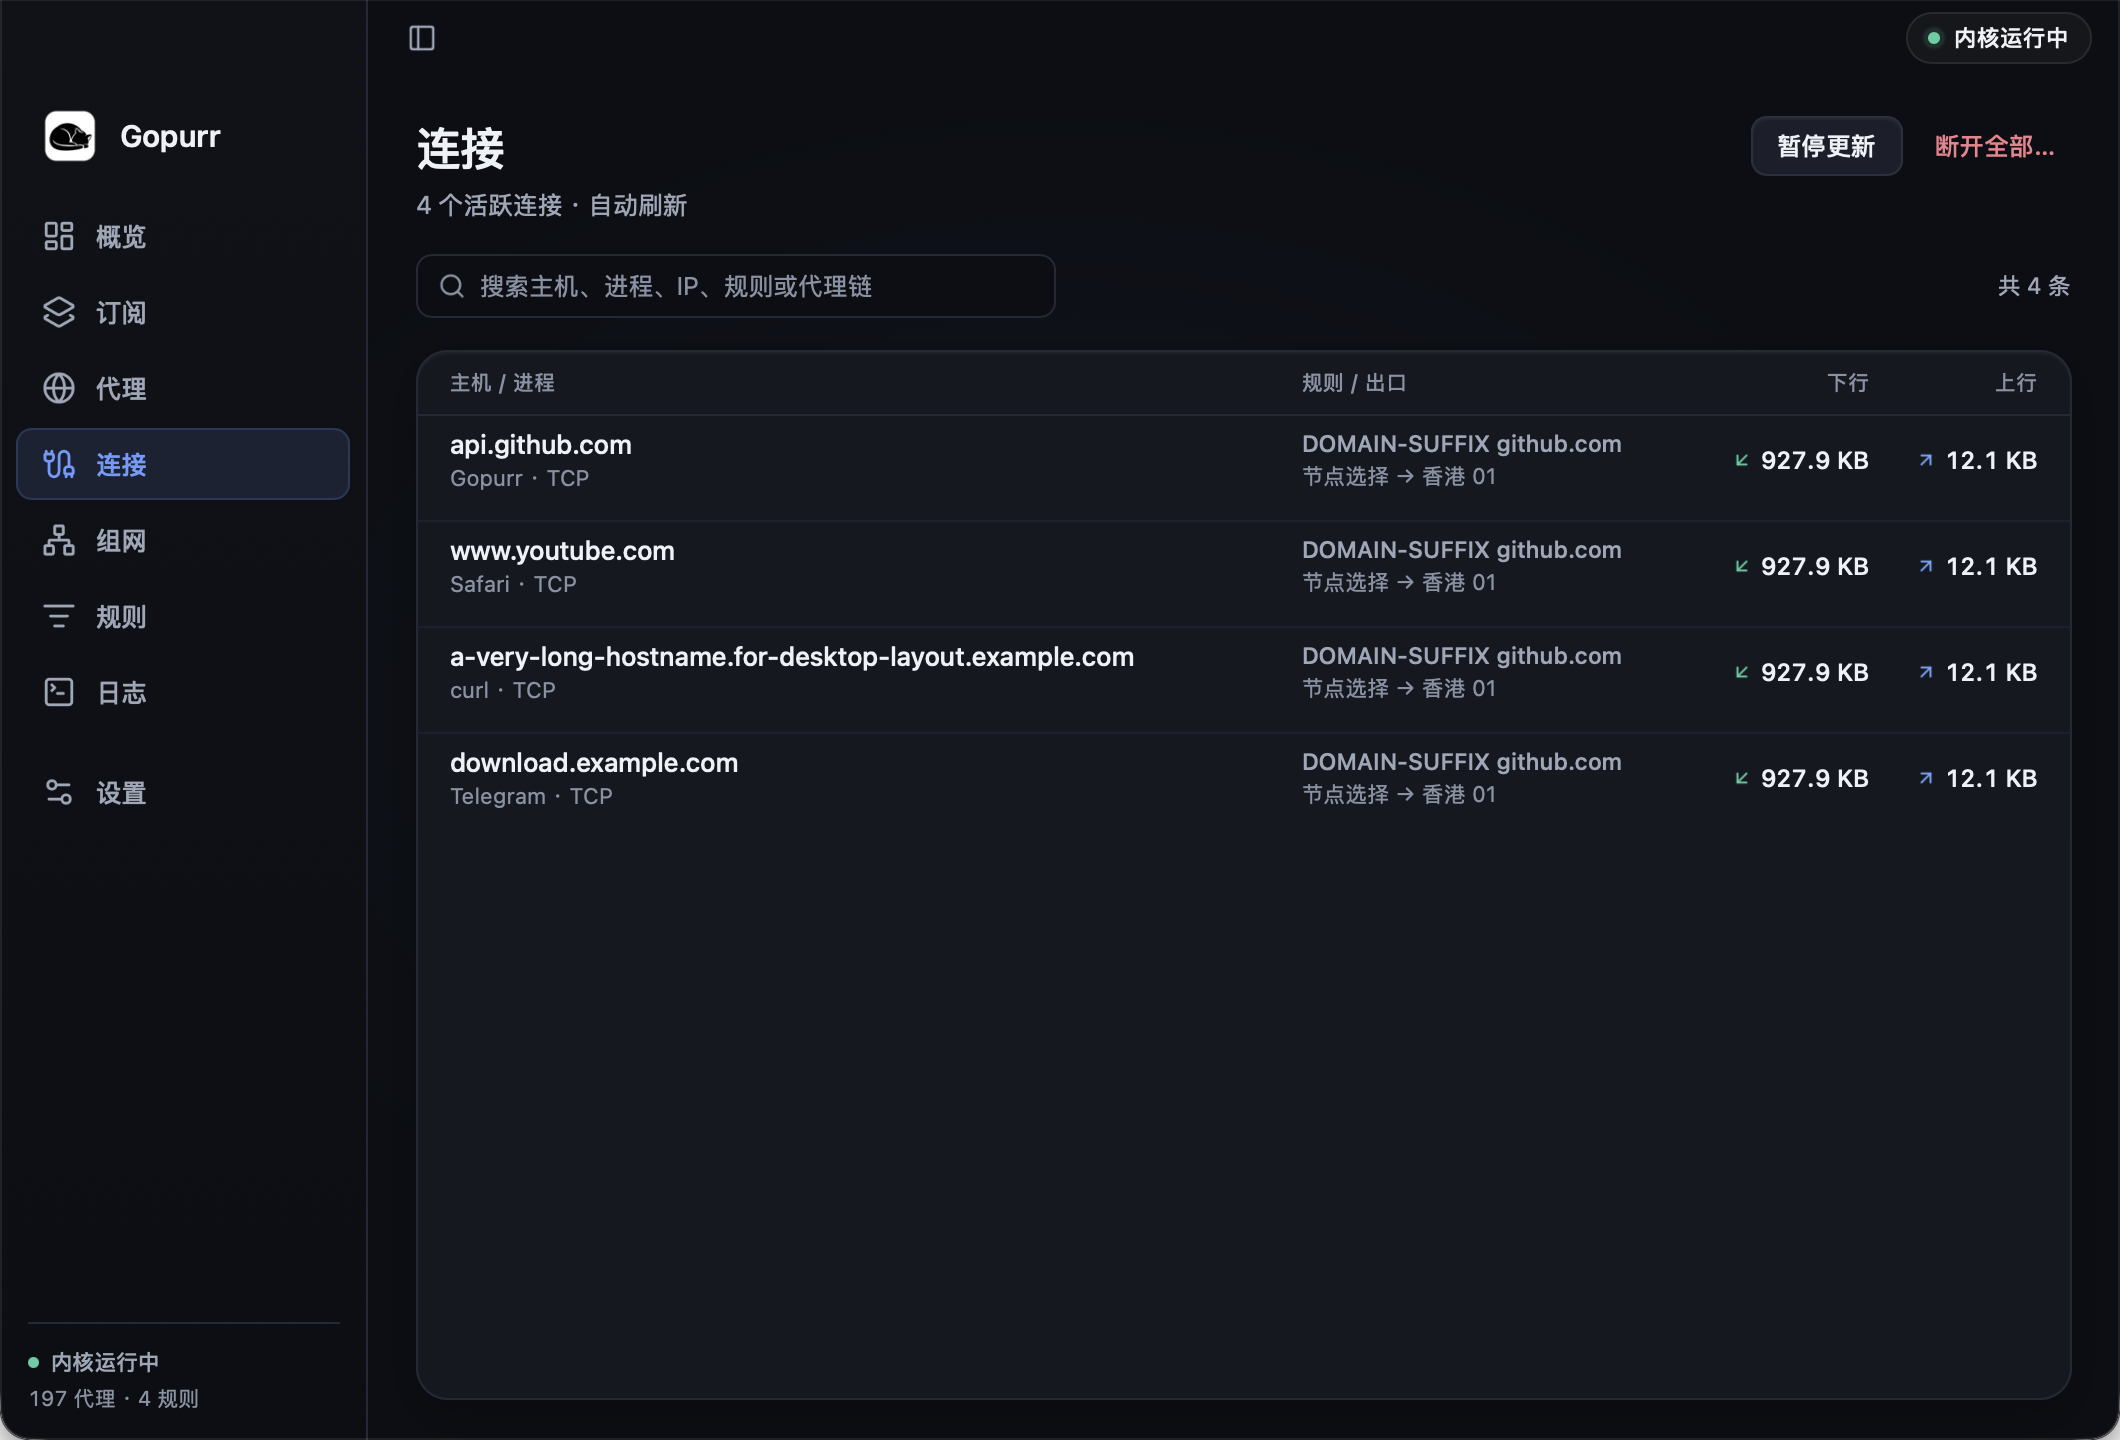 内核运行中
Gopurr
概览
订阅
代理
连接
组网
规则
日志
设置
内核运行中
197 代理 · 4 规则
连接
暂停更新
断开全部...
4 个活跃连接 · 自动刷新
搜索主机、进程、IP、规则或代理链
共 4 条
主机 / 进程 规则 / 出口 下行 上行
api.github.com DOMAIN-SUFFIX github.com 927.9 KB 12.1 KB
Gopurr · TCP 节点选择 → 香港 01
www.youtube.com DOMAIN-SUFFIX github.com 927.9 KB 12.1 KB
Safari · TCP 节点选择 → 香港 01
a-very-long-hostname.for-desktop-layout.example.com DOMAIN-SUFFIX github.com 927.9 KB 12.1 KB
curl · TCP 节点选择 → 香港 01
download.example.com DOMAIN-SUFFIX github.com 927.9 KB 12.1 KB
Telegram · TCP 节点选择 → 香港 01